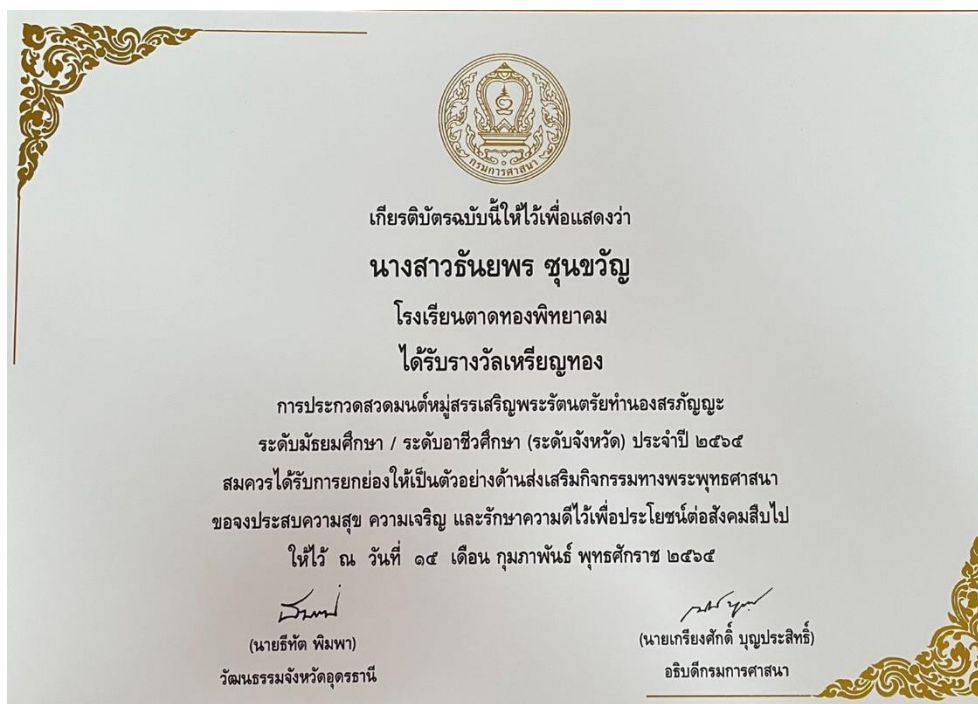 กรมการศาสนา
เกียรติบัตรฉบับนี้ให้ไว้เพื่อแสดงว่า
นางสาวธันยพร ชุนขวัญ
โรงเรียนตาดทองพิทยาคม
ได้รับรางวัลเหรียญทอง
การประกวดสวดมนต์หมู่สรรเสริญพระรัตนตรัยทำนองสรภัญญะ
ระดับมัธยมศึกษา / ระดับอาชีวศึกษา (ระดับจังหวัด) ประจำปี ๒๕๖๕
สมควรได้รับการยกย่องให้เป็นตัวอย่างด้านส่งเสริมกิจกรรมทางพระพุทธศาสนา
ขอจงประสบความสุข ความเจริญ และรักษาความดีไว้เพื่อประโยชน์ต่อสังคมสืบไป
ให้ไว้ ณ วันที่ ๑๕ เดือน กุมภาพันธ์ พุทธศักราช ๒๕๖๕
(นายธีทัต พิมพา)
(นายเกรียงศักดิ์ บุญประสิทธิ์)
วัฒนธรรมจังหวัดอุดรธานี
อธิบดีกรมการศาสนา